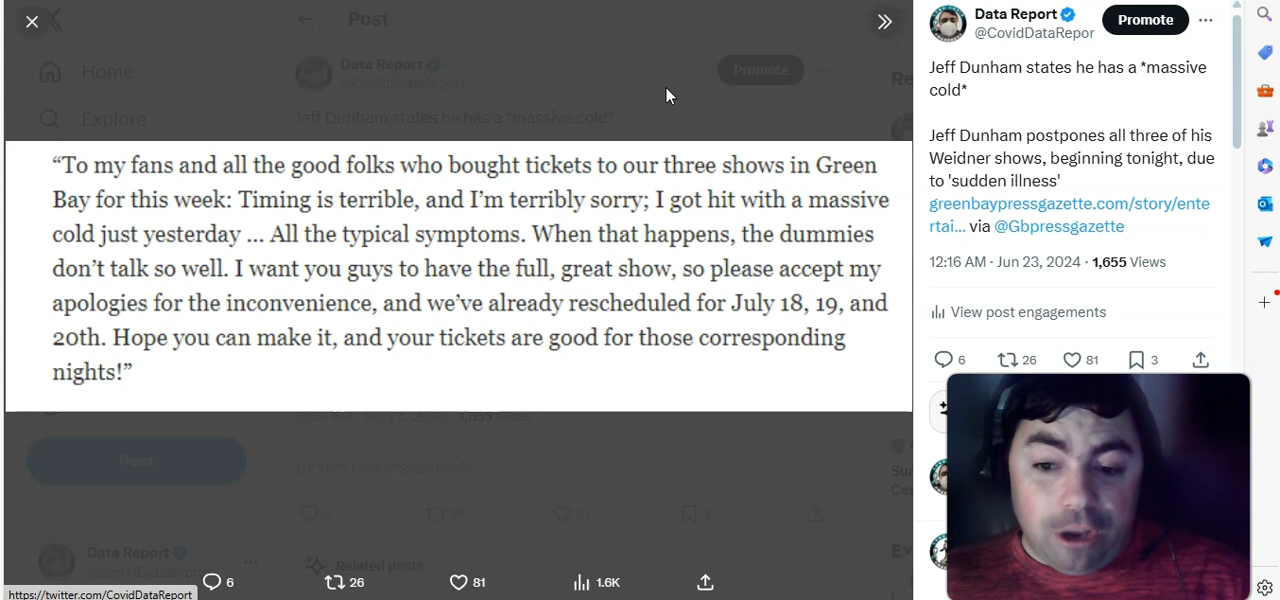 Post
Home
Explore
Data Report
@CovidDataReport
Promote
Jeff Dunham states he has a *massive cold*
“To my fans and all the good folks who bought tickets to our three shows in Green
Bay for this week: Timing is terrible, and I’m terribly sorry; I got hit with a massive
cold just yesterday ... All the typical symptoms. When that happens, the dummies
don’t talk so well. I want you guys to have the full, great show, so please accept my
apologies for the inconvenience, and we’ve already rescheduled for July 18, 19, and
20th. Hope you can make it, and your tickets are good for those corresponding
nights!”
Post
View post engagements
Data Report
@CovidDataReport
Related posts
6
26
81
1.6K
https://twitter.com/CovidDataReport
Data Report
@CovidDataRepor
Promote
Jeff Dunham states he has a *massive
cold*
Jeff Dunham postpones all three of his
Weidner shows, beginning tonight, due
to 'sudden illness'
greenbaypressgazette.com/story/ente
rtai... via @Gbpressgazette
12:16 AM · Jun 23, 2024 · 1,655 Views
View post engagements
6
26
81
3